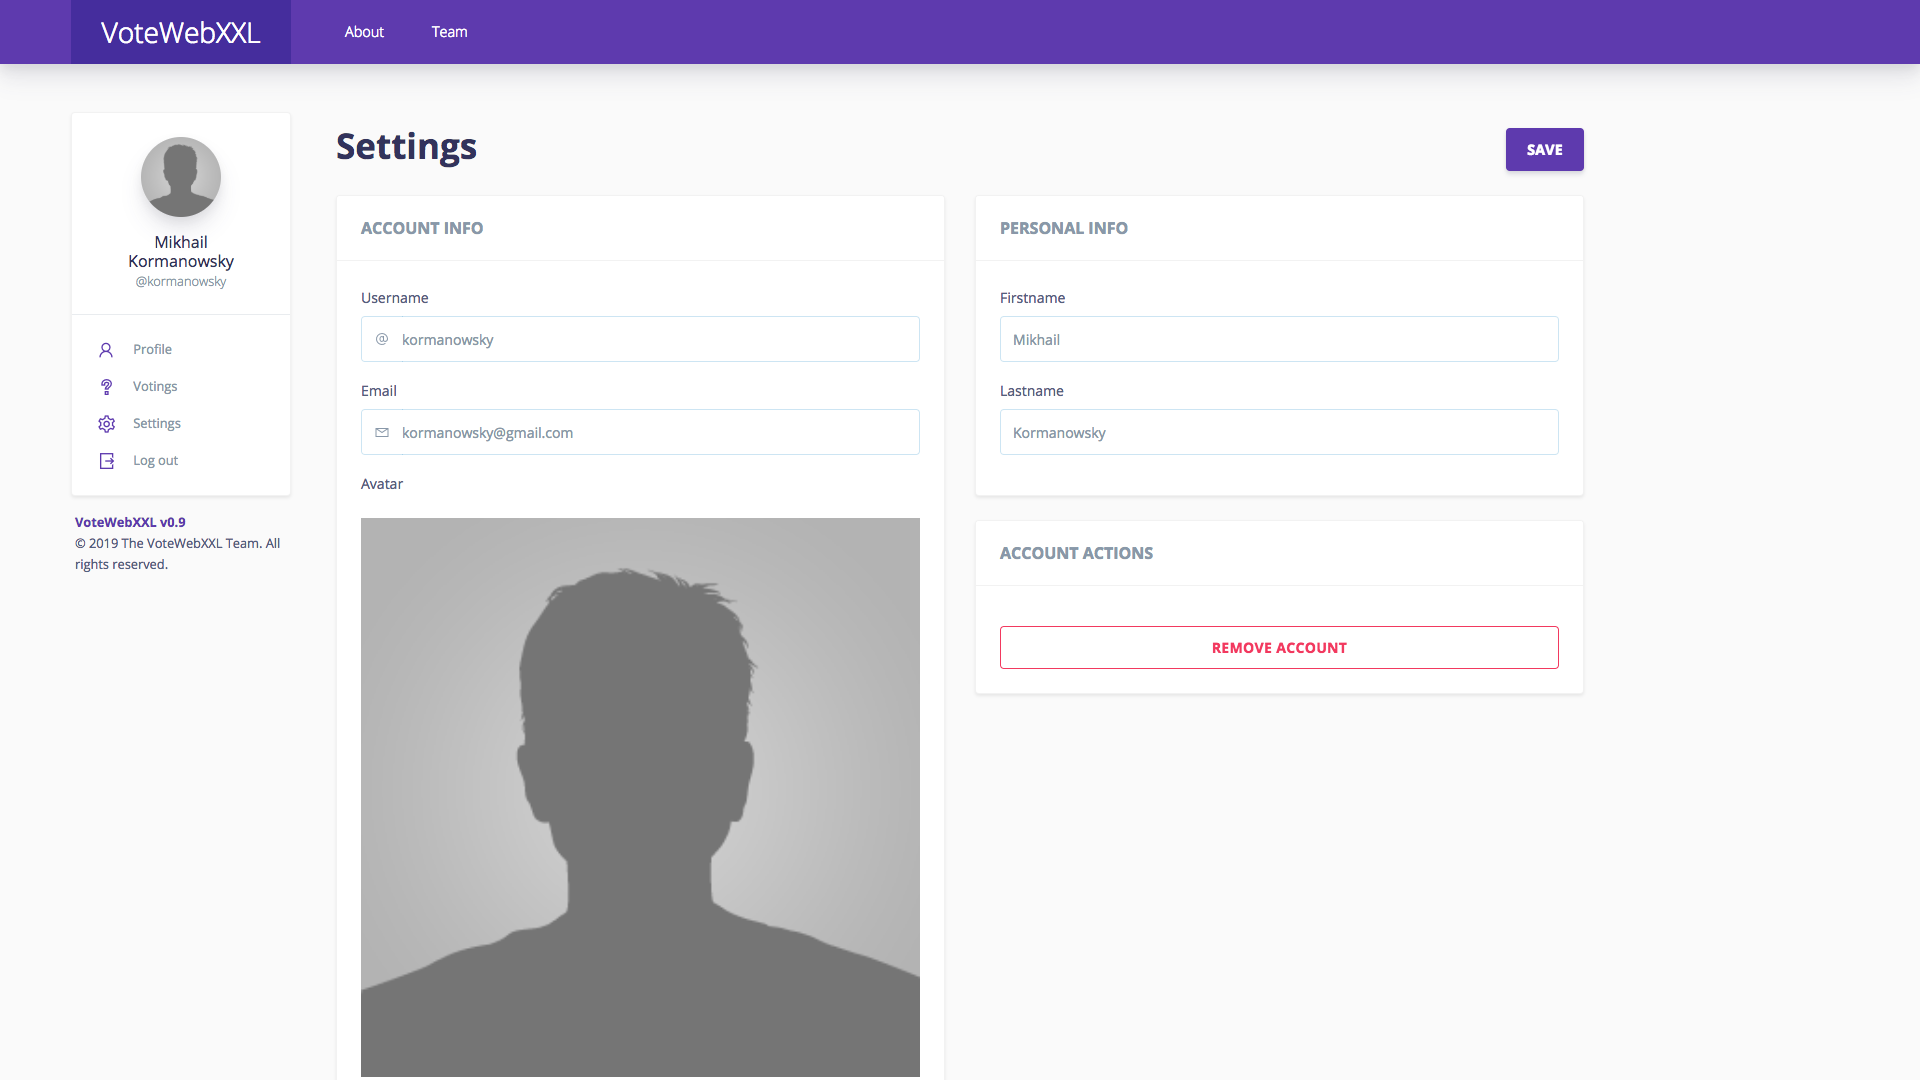 VoteWebXXL
About
Team
Mikhail
Kormanowsky
@kormanowsky
Profile
Votings
Settings
Log out
VoteWebXXL v0.9
© 2019 The VoteWebXXL Team. All
rights reserved.
Settings
SAVE
ACCOUNT INFO
Username
@ kormanowsky
Email
kormanowsky@gmail.com
Avatar
PERSONAL INFO
Firstname
Mikhail
Lastname
Kormanowsky
ACCOUNT ACTIONS
REMOVE ACCOUNT